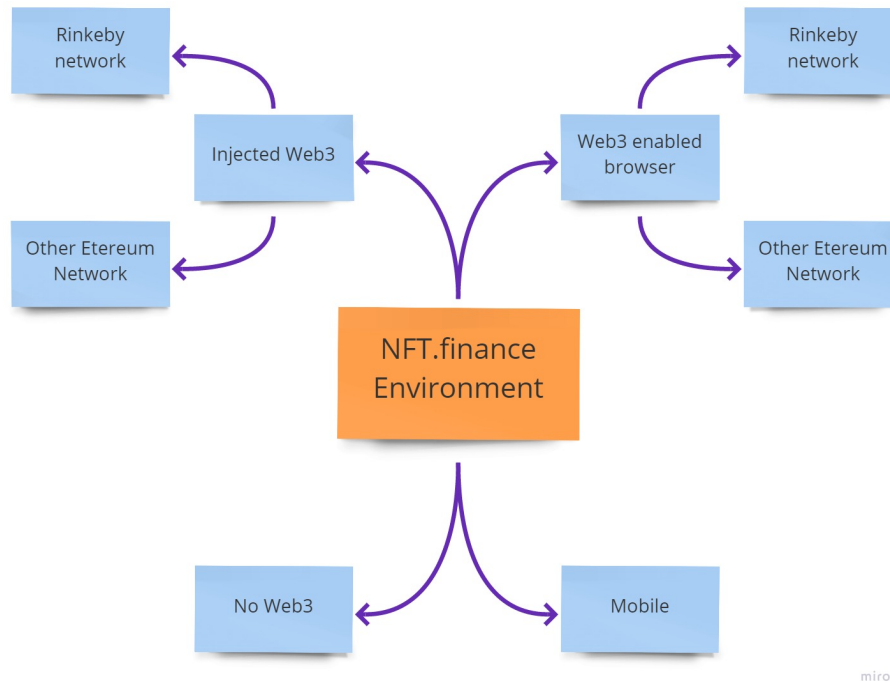 Rinkeby
network
Rinkeby
network
Injected Web3
Web3 enabled
browser
Other Etereum
Network
Other Etereum
Network
NFT.finance
Environment
No Web3
Mobile
miro